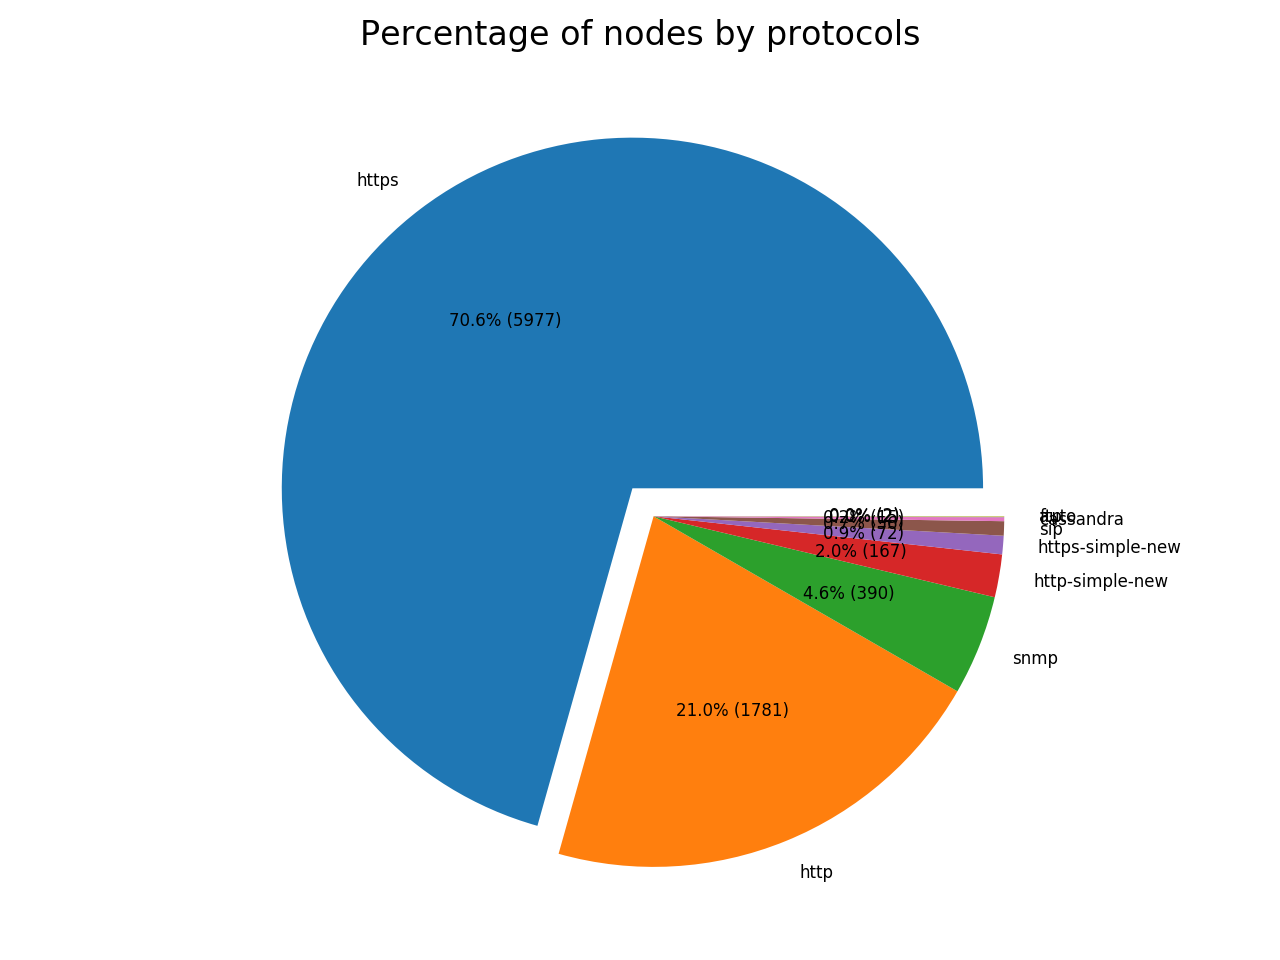 Percentage of nodes by protocols
https
70.6% (5977)
cassandra
sip
0.9% (72)
https-simple-new
2.0% (167)
http-simple-new
4.6% (390)
snmp
21.0% (1781)
http